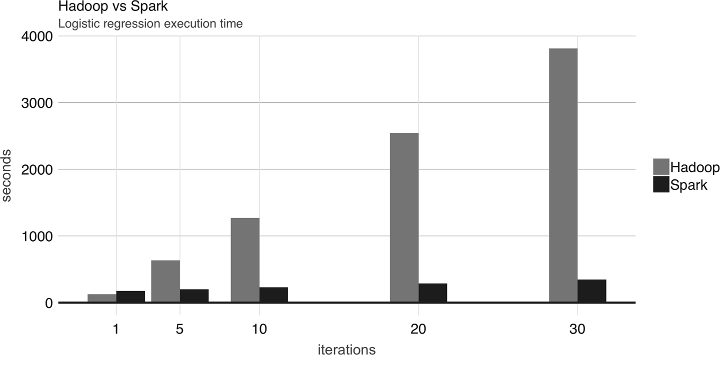 Hadoop vs Spark
Logistic regression execution time
4000
3000
2000
1000
0
seconds
1 5 10 20 30
iterations
Hadoop
Spark